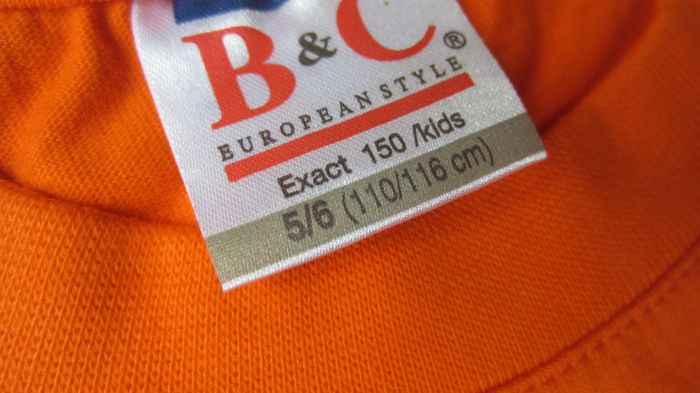 B&C®
EUROPEAN STYLE
Exact 150 /kids
5/6 (110/116 cm)